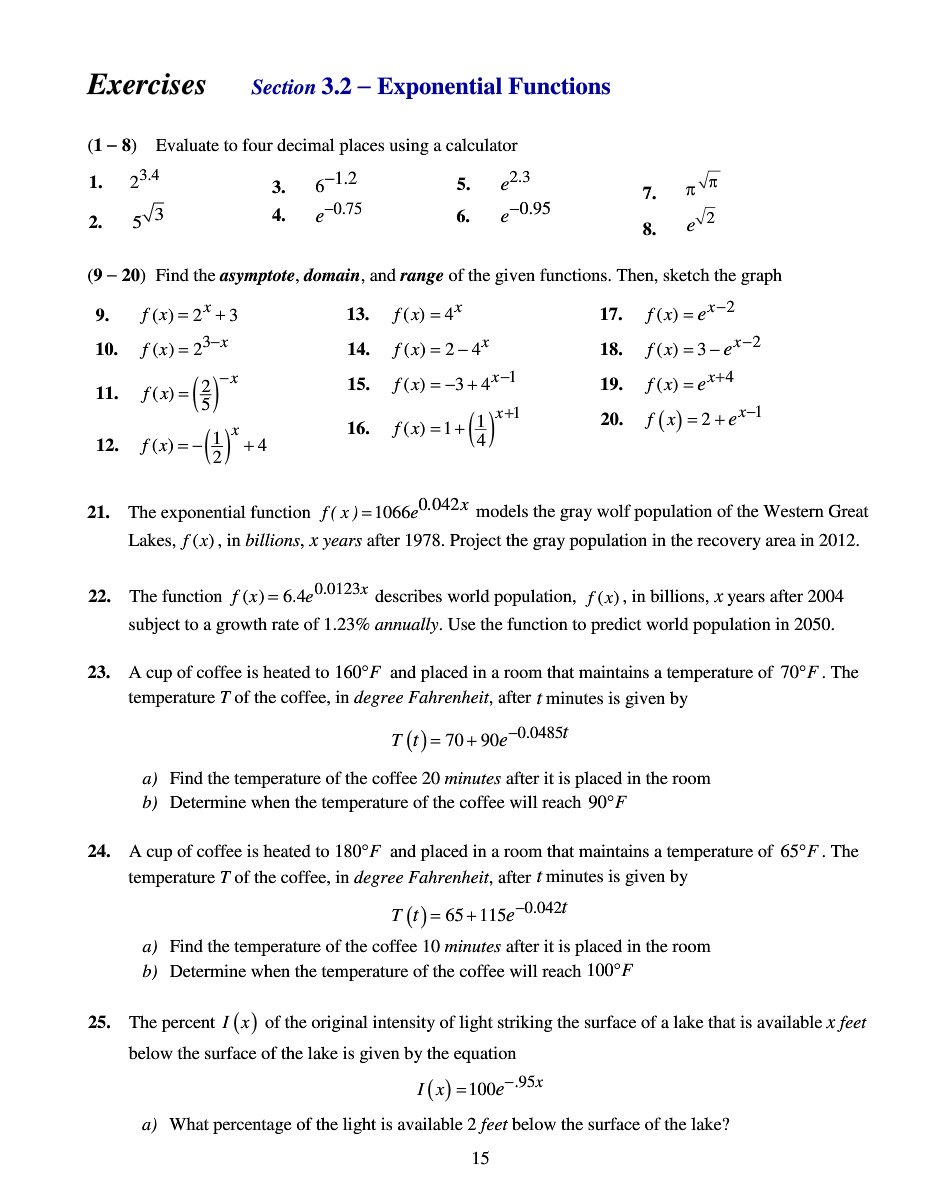 Exercises Section 3.2 – Exponential Functions
(1 – 8) Evaluate to four decimal places using a calculator
1. 2^3.4
2. 5^√3
3. 6^−1.2
4. e^−0.75
5. e^2.3
6. e^−0.95
7. π^√π
8. e^√2
(9 – 20) Find the asymptote, domain, and range of the given functions. Then, sketch the graph
9. f(x) = 2^x + 3
10. f(x) = 2^(3−x)
11. f(x) = (2/5)^−x
12. f(x) = −(1/2)^x + 4
13. f(x) = 4^x
14. f(x) = 2 − 4^x
15. f(x) = −3 + 4^(x−1)
16. f(x) = 1 + (1/4)^(x+1)
17. f(x) = e^(x−2)
18. f(x) = 3 − e^(x−2)
19. f(x) = e^(x+4)
20. f(x) = 2 + e^(x−1)
21. The exponential function f(x) = 1066e^0.042x models the gray wolf population of the Western Great
Lakes, f(x), in billions, x years after 1978. Project the gray population in the recovery area in 2012.
22. The function f(x) = 6.4e^0.0123x describes world population, f(x), in billions, x years after 2004
subject to a growth rate of 1.23% annually. Use the function to predict world population in 2050.
23. A cup of coffee is heated to 160°F and placed in a room that maintains a temperature of 70°F. The
temperature T of the coffee, in degree Fahrenheit, after t minutes is given by
T(t) = 70 + 90e^−0.0485t
a) Find the temperature of the coffee 20 minutes after it is placed in the room
b) Determine when the temperature of the coffee will reach 90°F
24. A cup of coffee is heated to 180°F and placed in a room that maintains a temperature of 65°F. The
temperature T of the coffee, in degree Fahrenheit, after t minutes is given by
T(t) = 65 + 115e^−0.042t
a) Find the temperature of the coffee 10 minutes after it is placed in the room
b) Determine when the temperature of the coffee will reach 100°F
25. The percent I(x) of the original intensity of light striking the surface of a lake that is available x feet
below the surface of the lake is given by the equation
I(x) = 100e^−.95x
a) What percentage of the light is available 2 feet below the surface of the lake?
15